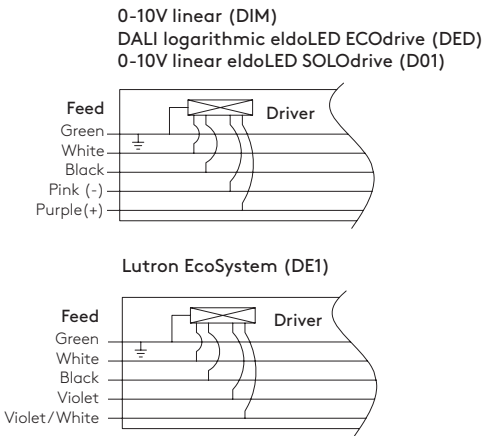 0-10V linear (DIM)
DALI logarithmic eldoLED ECOdrive (DED)
0-10V linear eldoLED SOLOdrive (D01)
Feed
Driver
Green
White
Black
Pink (-)
Purple(+)
Lutron EcoSystem (DE1)
Feed
Driver
Green
White
Black
Violet
Violet/White